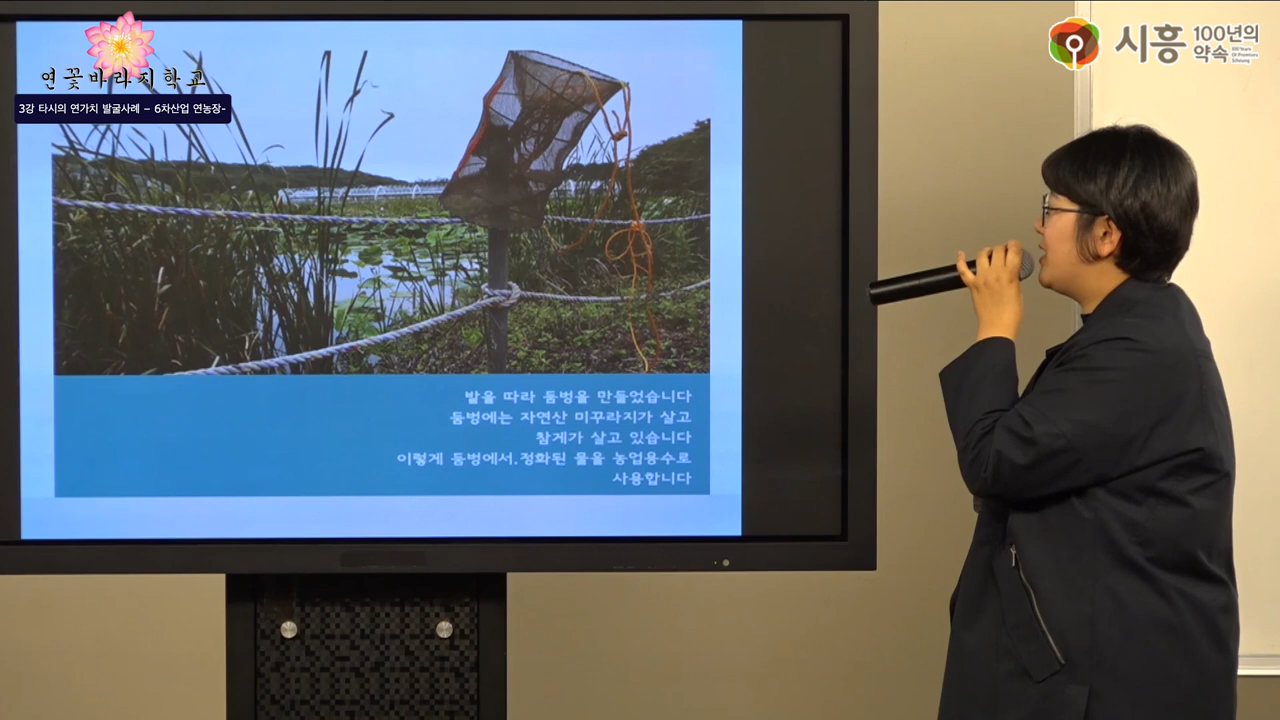 연꽃바라지학교
3강 타시의 연가치 발굴사례 – 6차산업 연농장-
시흥 100년의 약속
발을 따라 둠벙을 만들었습니다
둠벙에는 자연산 미꾸라지가 살고
참게가 살고 있습니다
이렇게 둠벙에서.정화된 물을 농업용수로
사용합니다